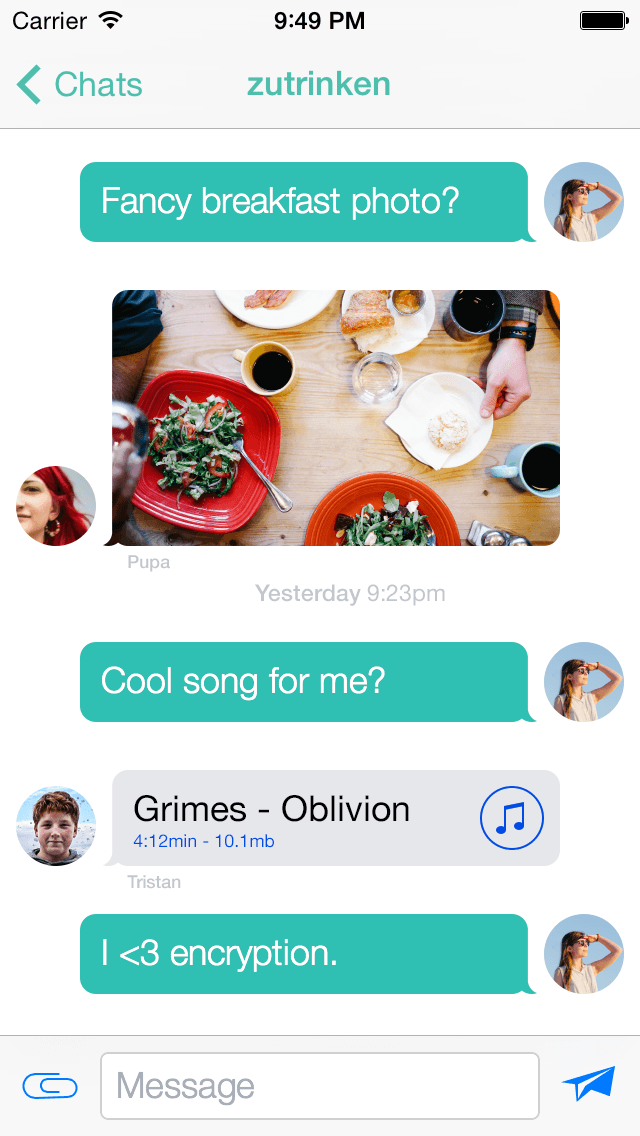 Carrier 9:49 PM
Chats zutrinken
Fancy breakfast photo?
Pupa
Yesterday 9:23pm
Cool song for me?
Grimes - Oblivion
4:12min - 10.1mb
Tristan
I <3 encryption.
Message